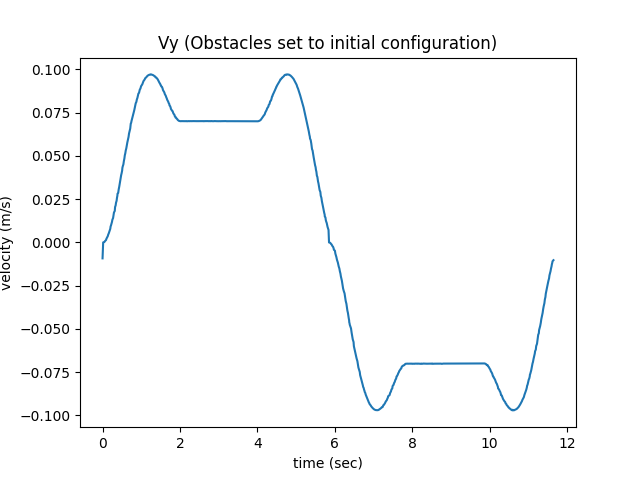 Vy (Obstacles set to initial configuration)
velocity (m/s)
0.100
0.075
0.050
0.025
0.000
−0.025
−0.050
−0.075
−0.100
0 2 4 6 8 10 12
time (sec)